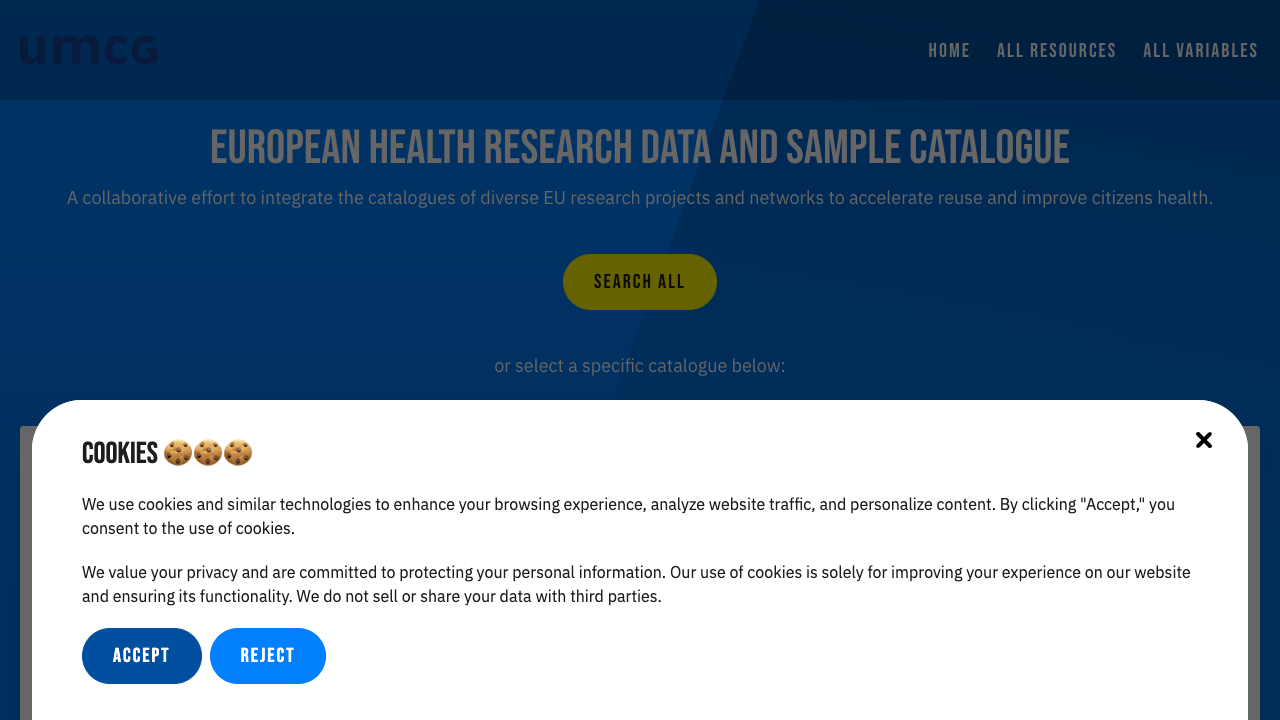 umcg
HOME ALL RESOURCES ALL VARIABLES
EUROPEAN HEALTH RESEARCH DATA AND SAMPLE CATALOGUE
A collaborative effort to integrate the catalogues of diverse EU research projects and networks to accelerate reuse and improve citizens health.
SEARCH ALL
or select a specific catalogue below:
COOKIES 🍪🍪🍪
We use cookies and similar technologies to enhance your browsing experience, analyze website traffic, and personalize content. By clicking "Accept," you
consent to the use of cookies.
We value your privacy and are committed to protecting your personal information. Our use of cookies is solely for improving your experience on our website
and ensuring its functionality. We do not sell or share your data with third parties.
ACCEPT REJECT